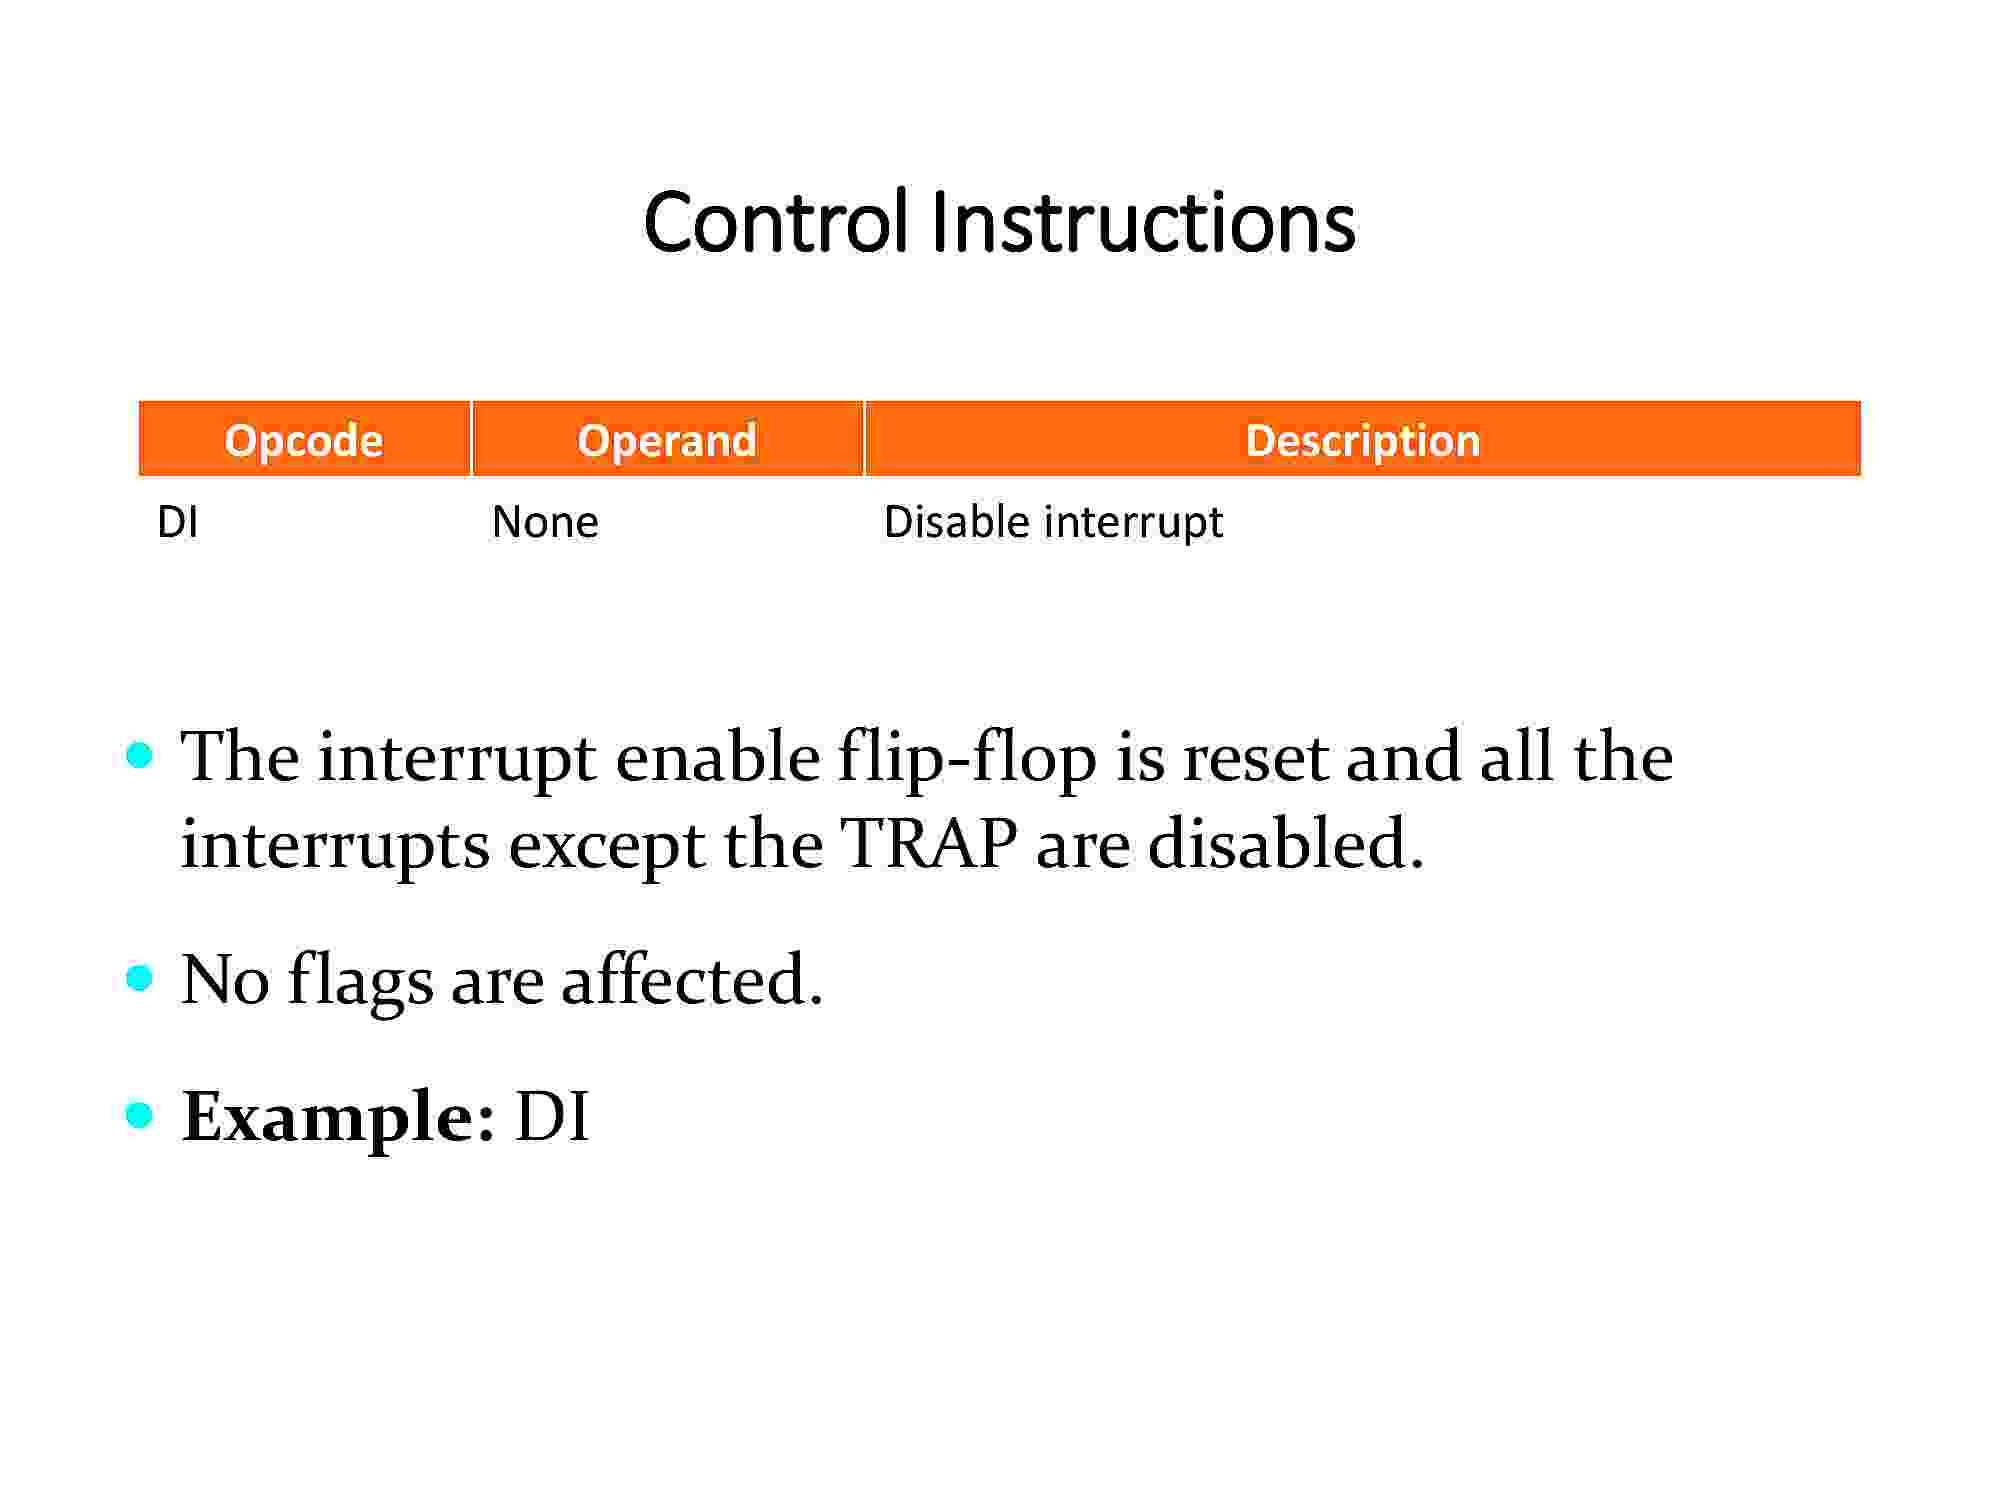 Control Instructions
Opcode Operand Description
DI None Disable interrupt
• The interrupt enable flip-flop is reset and all the
interrupts except the TRAP are disabled.
• No flags are affected.
• Example: DI